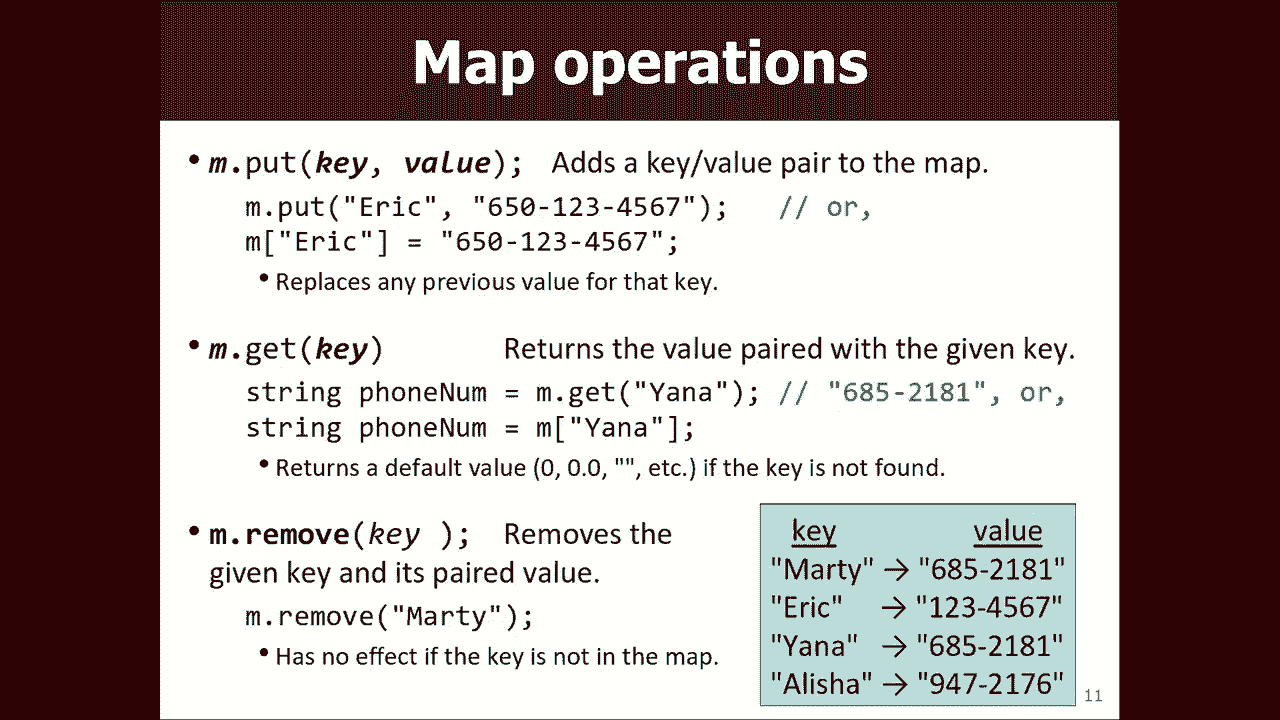 Map operations
• m.put(key, value); Adds a key/value pair to the map.
m.put("Eric", "650-123-4567"); // or,
m["Eric"] = "650-123-4567";
• Replaces any previous value for that key.
• m.get(key) Returns the value paired with the given key.
string phoneNum = m.get("Yana"); // "685-2181", or,
string phoneNum = m["Yana"];
• Returns a default value (0, 0.0, "", etc.) if the key is not found.
• m.remove(key ); Removes the
given key and its paired value.
m.remove("Marty");
• Has no effect if the key is not in the map.
key value
"Marty" → "685-2181"
"Eric" → "123-4567"
"Yana" → "685-2181"
"Alisha" → "947-2176"
11